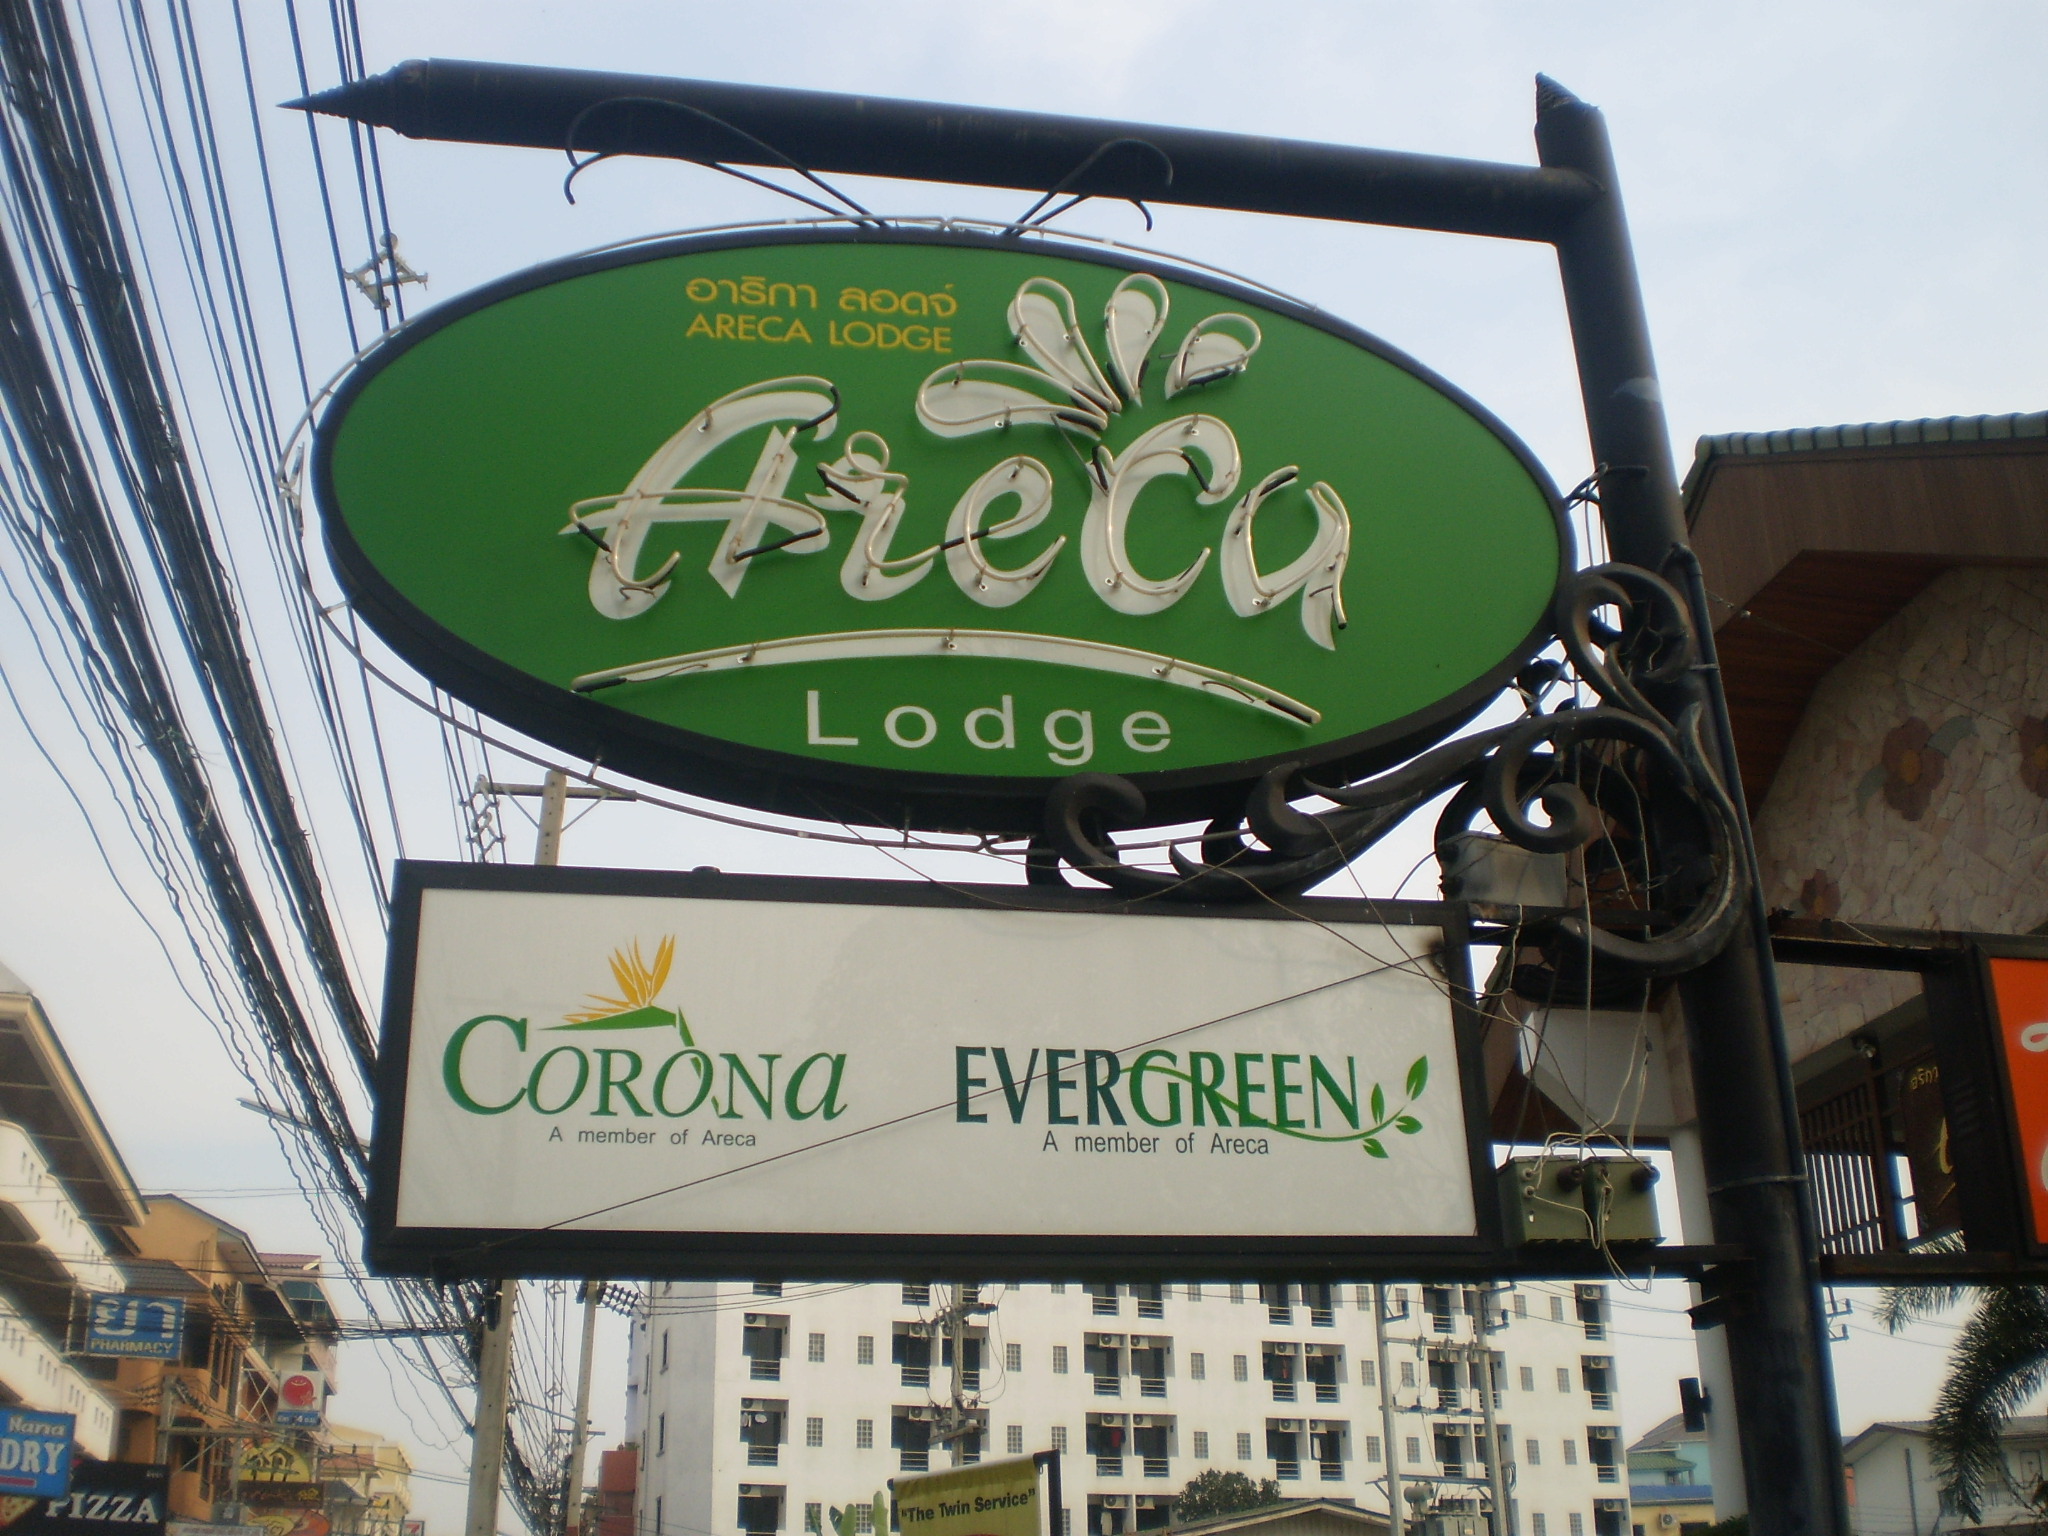 อาริกา ลอดจ์
ARECA LODGE
Areca
Lodge
CORONA
A member of Areca
EVERGREEN
A member of Areca
ยา
PHARMACY
Nana
DRY
PIZZA
"The Twin Service"